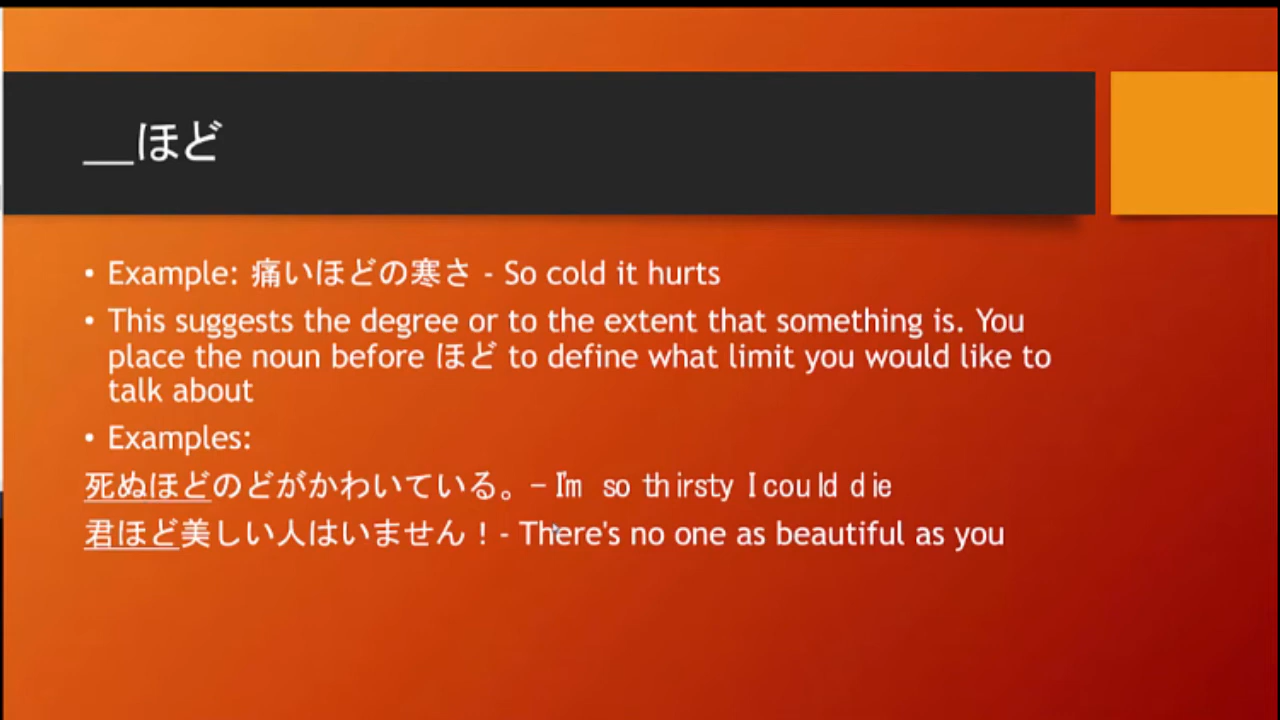 __ほど
• Example: 痛いほどの寒さ - So cold it hurts
• This suggests the degree or to the extent that something is. You
place the noun before ほど to define what limit you would like to
talk about
• Examples:
死ぬほどのどがかわいている。– I'm so thirsty I could die
君ほど美しい人はいません！- There's no one as beautiful as you